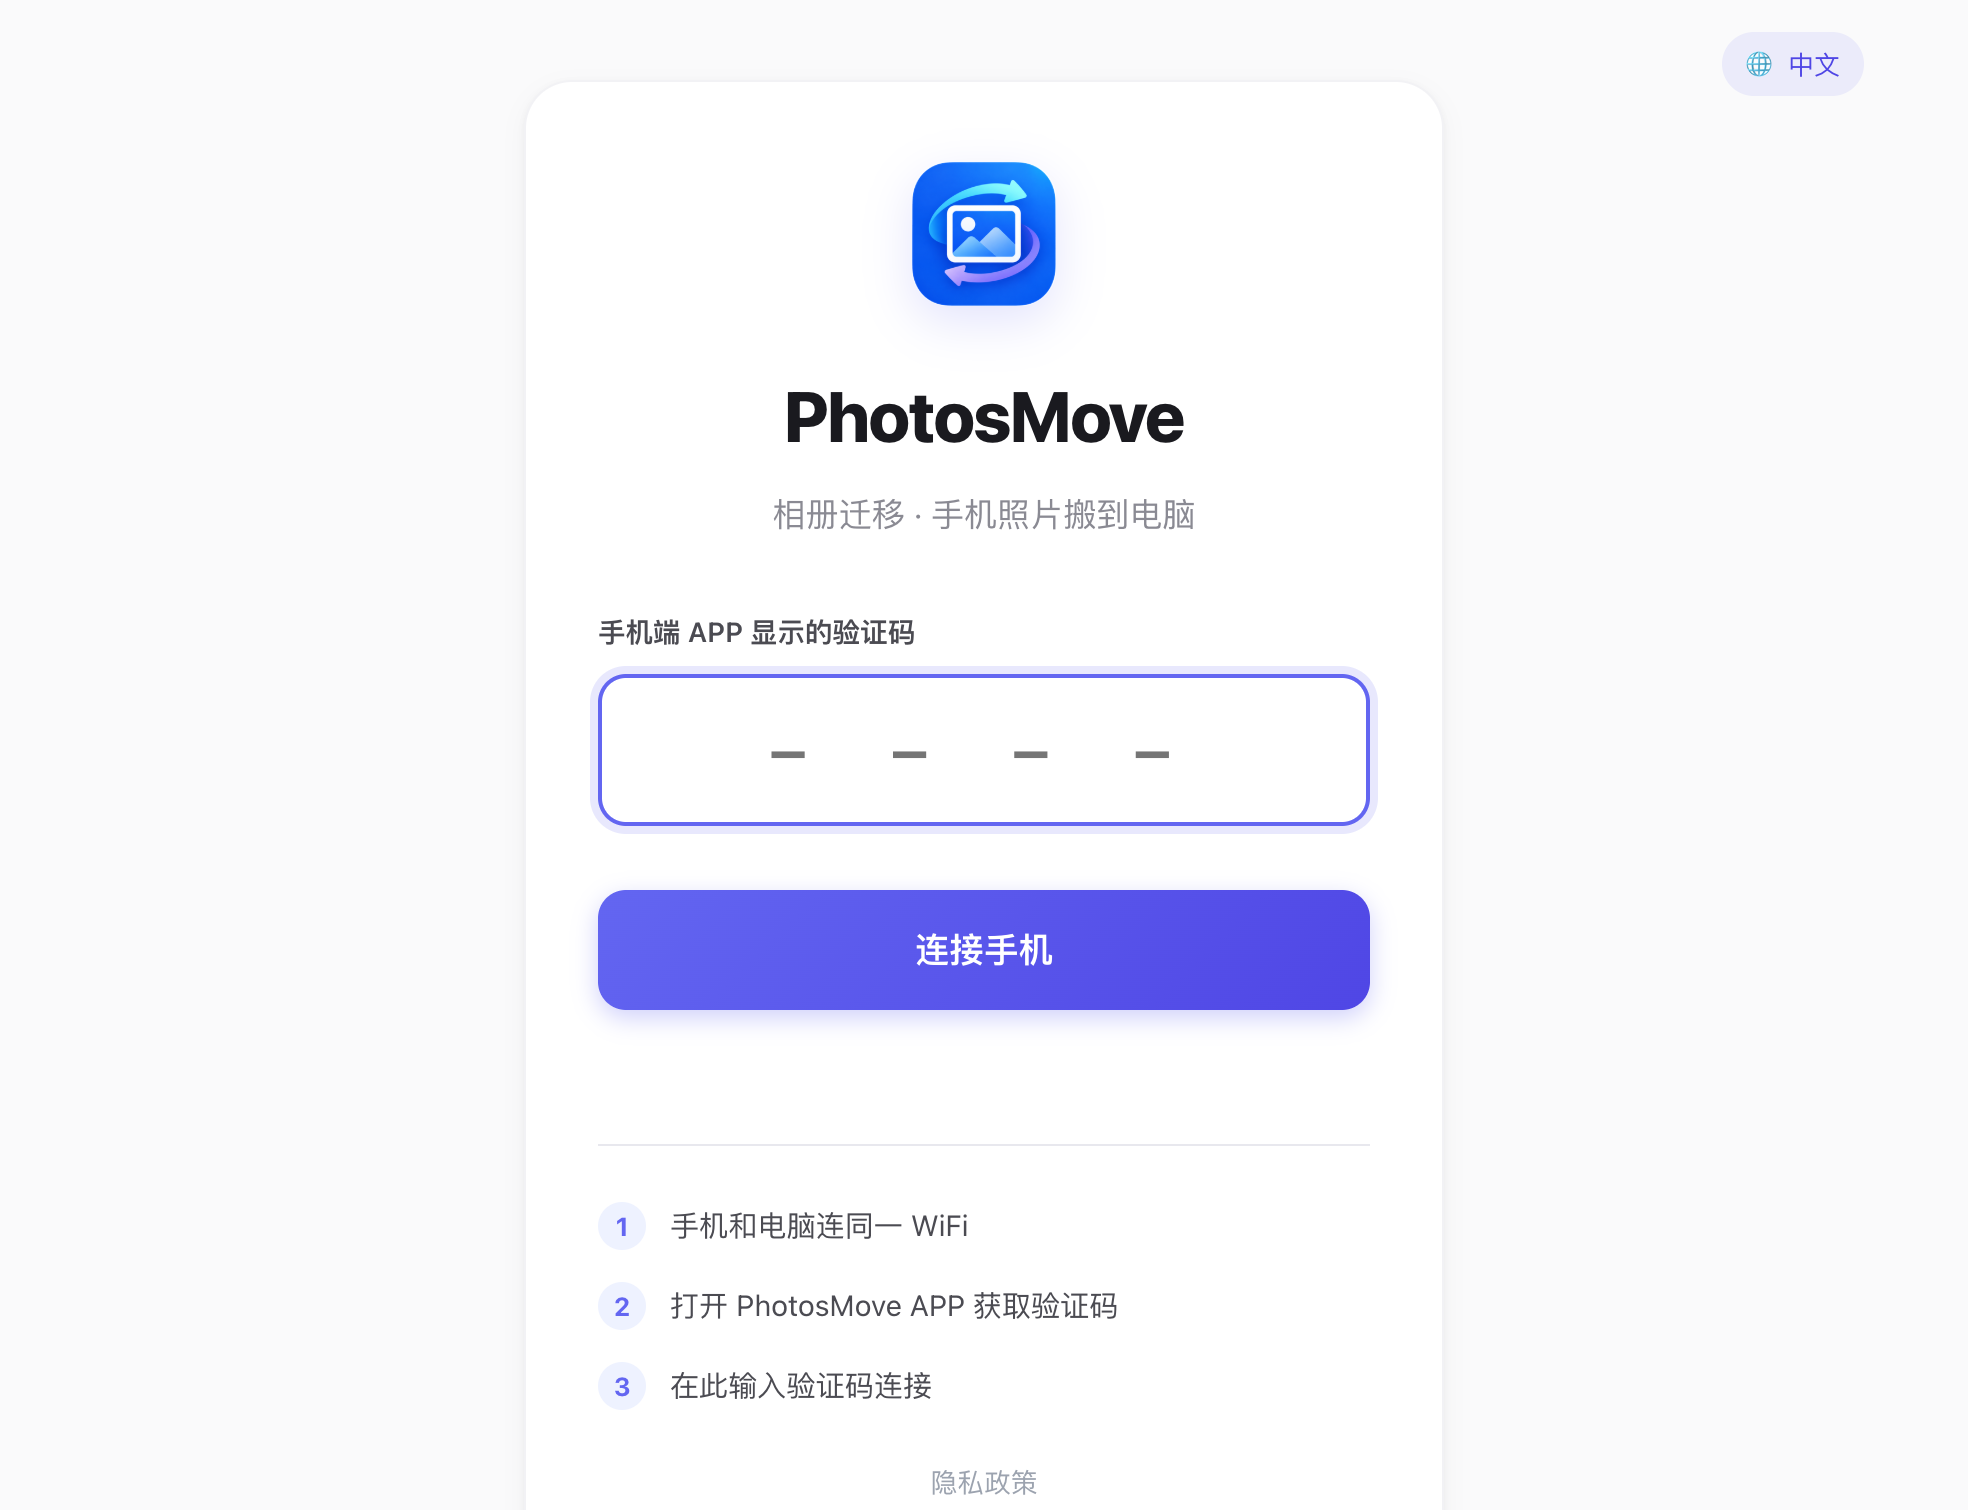 中文
PhotosMove
相册迁移 · 手机照片搬到电脑
手机端 APP 显示的验证码
– – – –
连接手机
1 手机和电脑连同一 WiFi
2 打开 PhotosMove APP 获取验证码
3 在此输入验证码连接
隐私政策